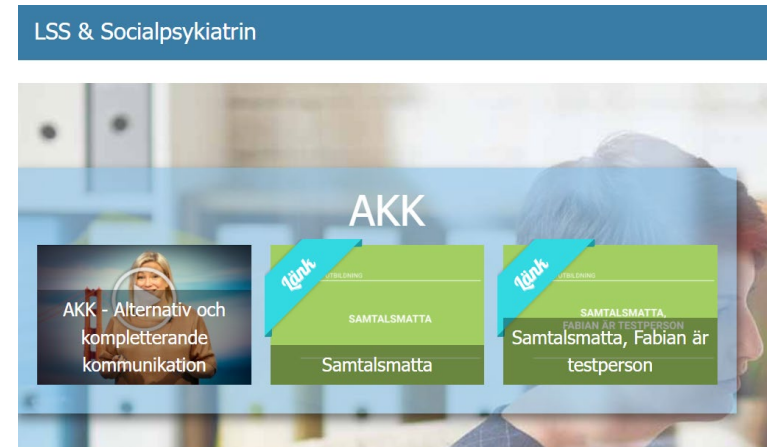 LSS & Socialpsykiatrin
AKK
AKK - Alternativ och
kompletterande
kommunikation
Länk
UTBILDNING
SAMTALSMATTA
Samtalsmatta
Länk
UTBILDNING
SAMTALSMATTA,
FABIAN ÄR TESTPERSON
Samtalsmatta, Fabian är
testperson